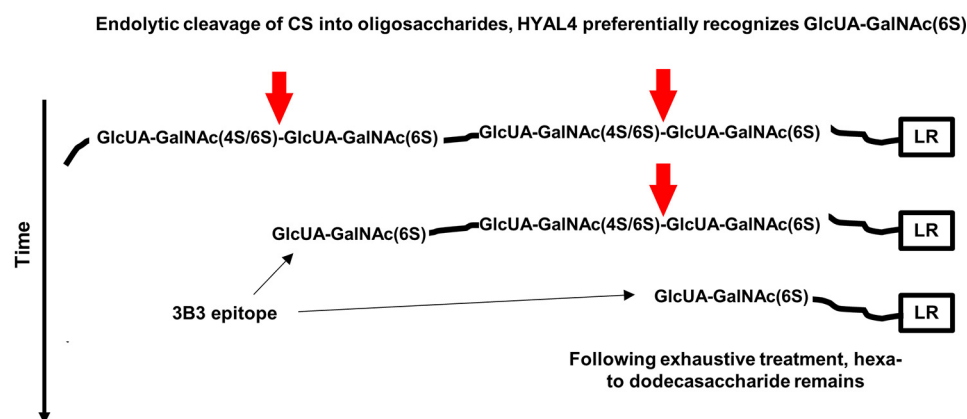 Endolytic cleavage of CS into oligosaccharides, HYAL4 preferentially recognizes GlcUA-GalNAc(6S)
GlcUA-GalNAc(4S/6S)-GlcUA-GalNAc(6S)
GlcUA-GalNAc(4S/6S)-GlcUA-GalNAc(6S)
LR
Time
GlcUA-GalNAc(6S)
GlcUA-GalNAc(4S/6S)-GlcUA-GalNAc(6S)
LR
3B3 epitope
GlcUA-GalNAc(6S)
LR
Following exhaustive treatment, hexa-
to dodecasaccharide remains